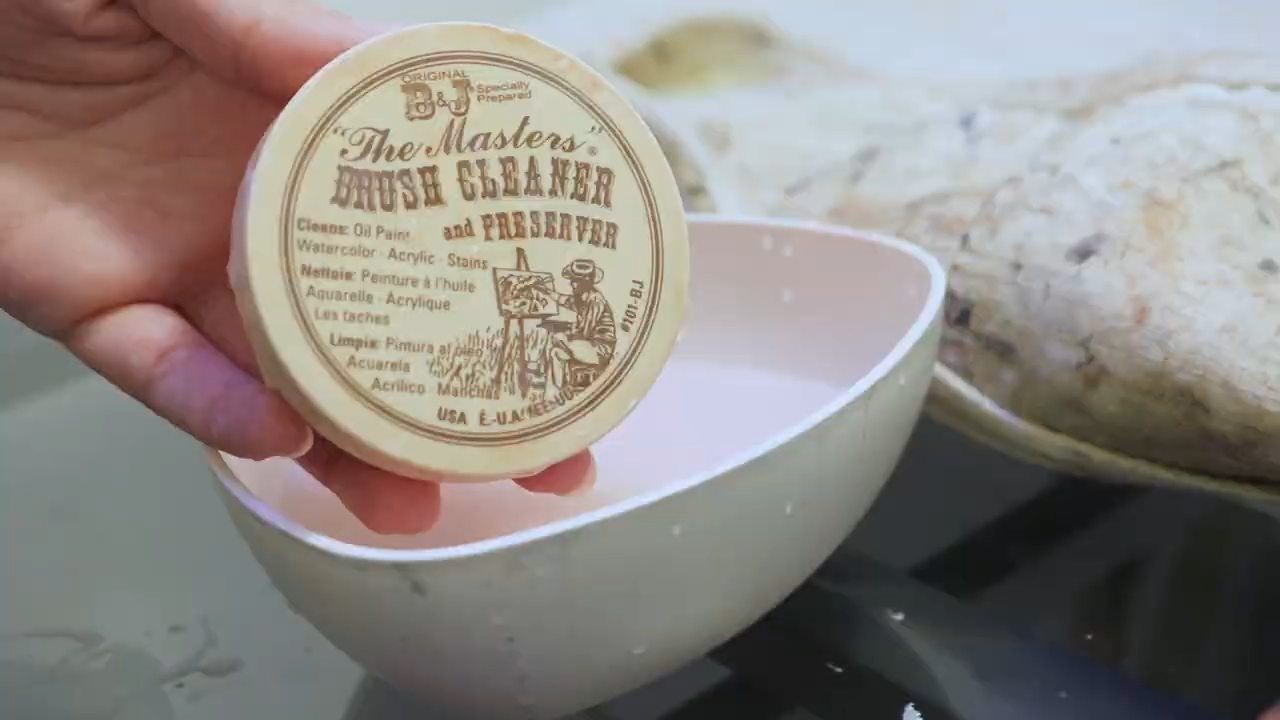 ORIGINAL
B&J Specially Prepared
"The Masters"®
BRUSH CLEANER
and PRESERVER
Cleans: Oil Paint
Watercolor · Acrylic · Stains
Nettoie: Peinture à l'huile
Aquarelle · Acrylique
Les taches
Limpia: Pintura al óleo
Acuarela
Acrílico · Manchas
#101-BJ
USA É.-U.A.